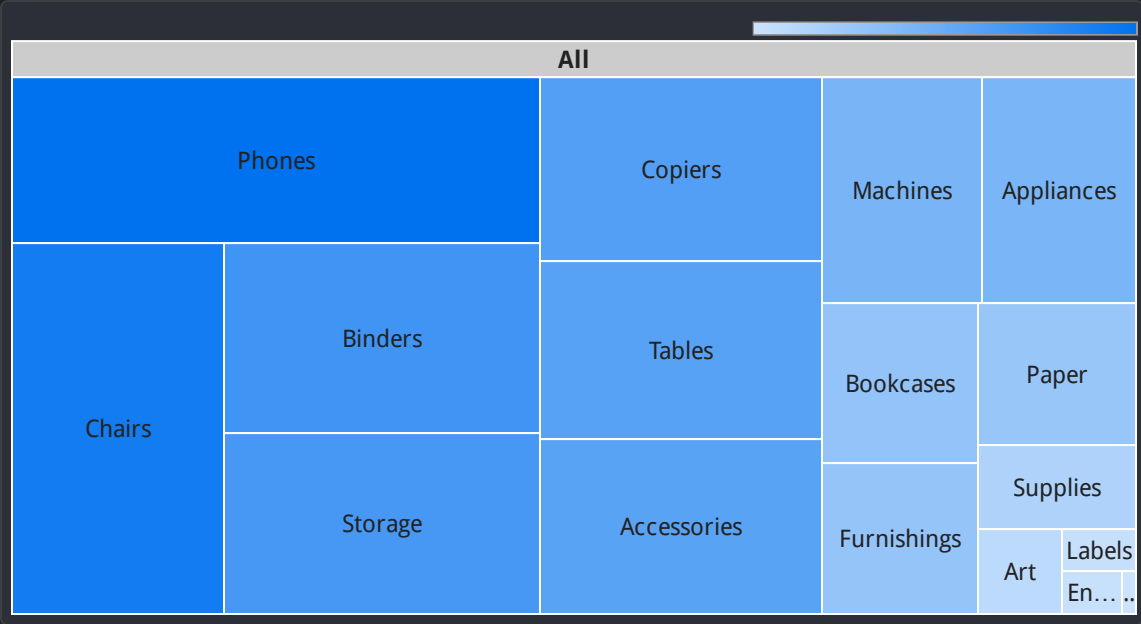 All
Phones
Copiers
Machines
Appliances
Chairs
Binders
Tables
Bookcases
Paper
Storage
Accessories
Furnishings
Supplies
Art
Labels
En...
..